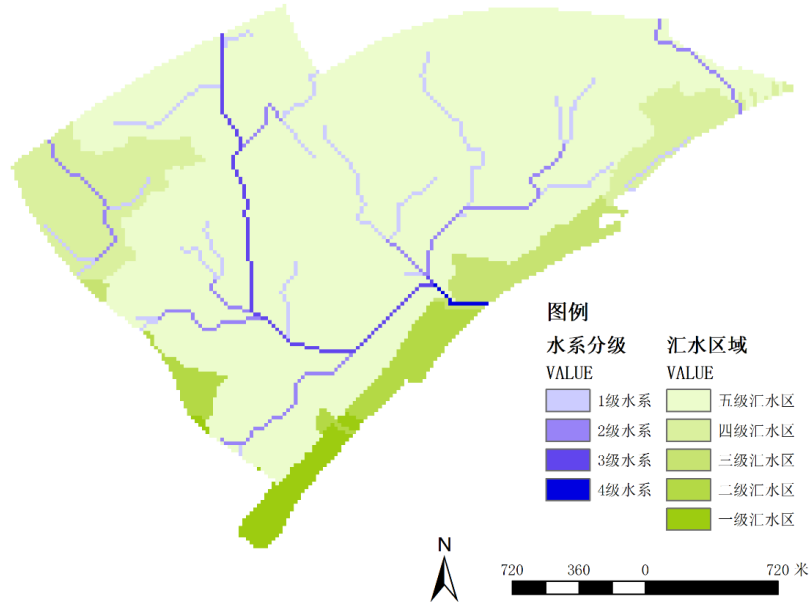 图例
水系分级 汇水区域
VALUE VALUE
1级水系 五级汇水区
2级水系 四级汇水区
3级水系 三级汇水区
4级水系 二级汇水区
一级汇水区
N
720 360 0 720 米